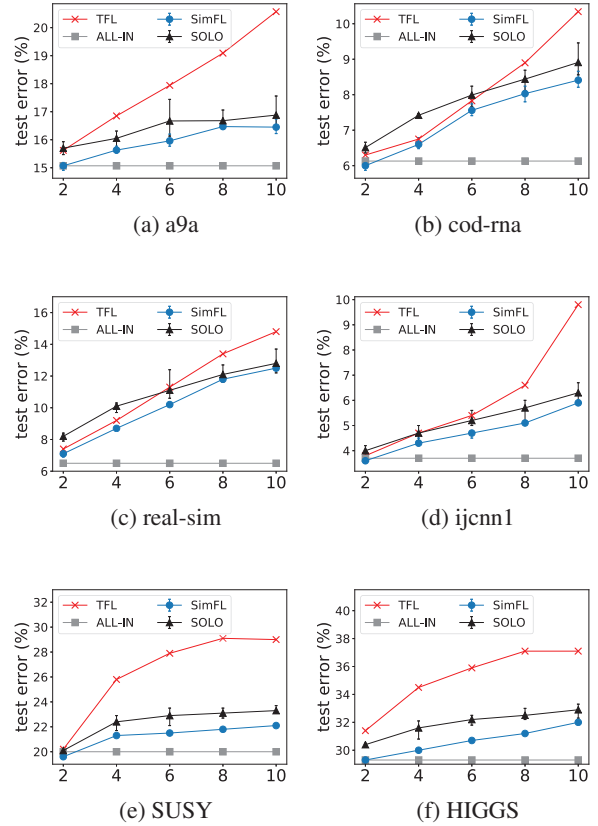 TFL SimFL
ALL-IN SOLO
test error (%)
20
19
18
17
16
15
2 4 6 8 10
(a) a9a
TFL SimFL
ALL-IN SOLO
test error (%)
10
9
8
7
6
2 4 6 8 10
(b) cod-rna
TFL SimFL
ALL-IN SOLO
test error (%)
16
14
12
10
8
6
2 4 6 8 10
(c) real-sim
TFL SimFL
ALL-IN SOLO
test error (%)
10
9
8
7
6
5
4
2 4 6 8 10
(d) ijcnn1
TFL SimFL
ALL-IN SOLO
test error (%)
32
30
28
26
24
22
20
2 4 6 8 10
(e) SUSY
TFL SimFL
ALL-IN SOLO
test error (%)
40
38
36
34
32
30
2 4 6 8 10
(f) HIGGS